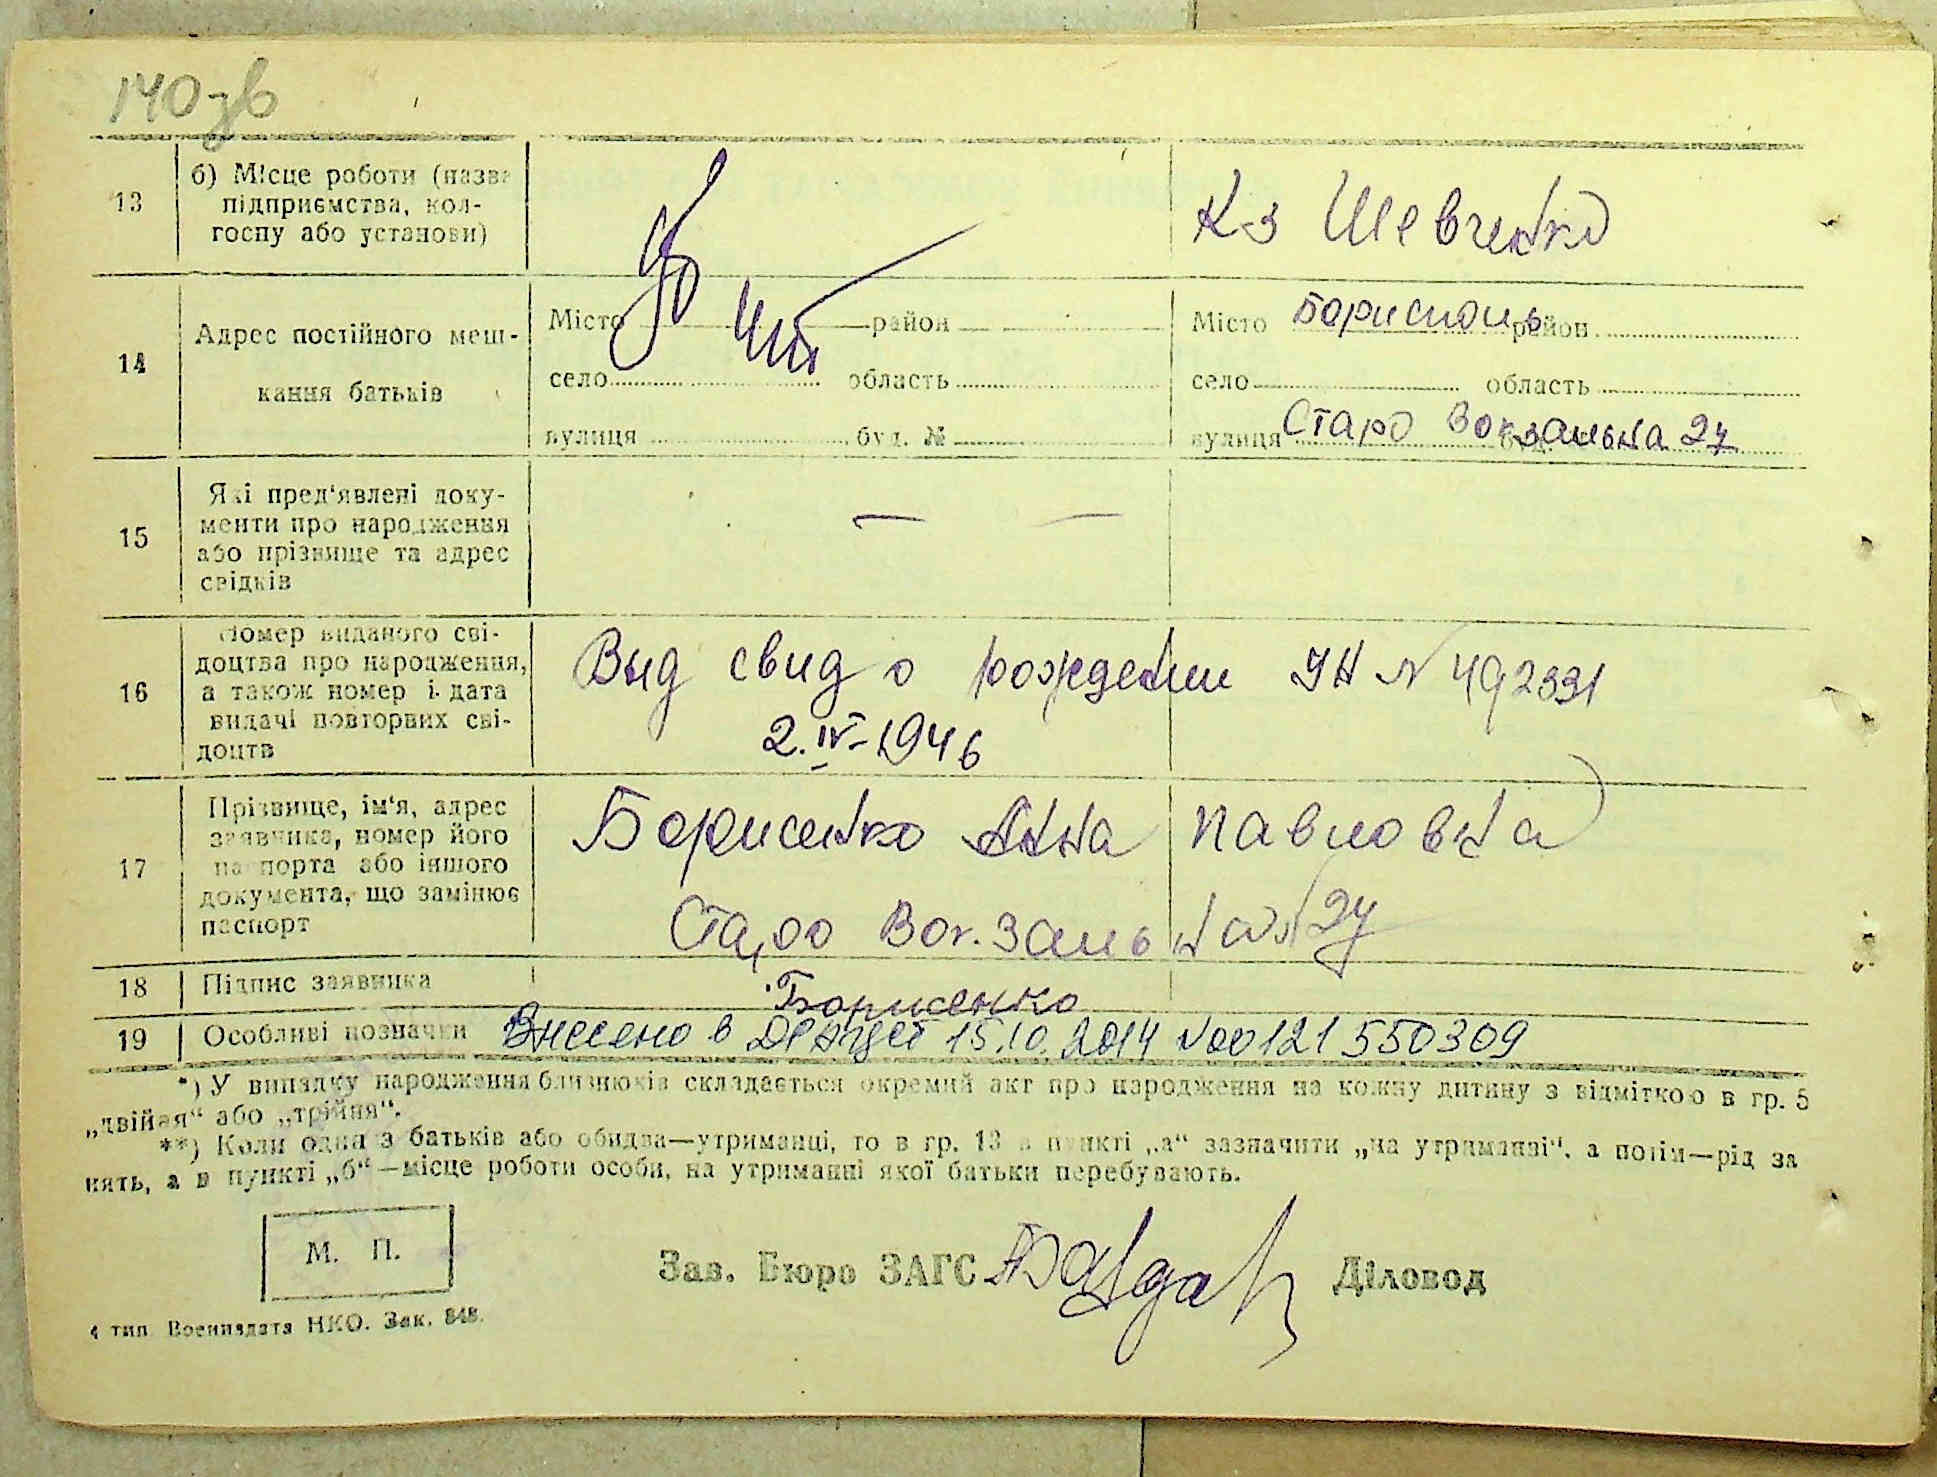 140зв
13 б) Місце роботи (назва
підприємства, кол-
госпу або установи)
Кз Шевченко
14 Адрес постійного меш-
кання батьків
Місто район
село область
вулиця буд. №
Місто Бориспіль район
село область
вулиця Старо Вокзальна 27
15 Які пред'явлені доку-
менти про народження
або прізвище та адрес
свідків
— —
16 Номер виданого сві-
доцтва про народження,
а також номер і дата
видачі повторних сві-
доцтв
Выд свид о рождении УН № 492331
2.IV-1946
17 Прізвище, ім'я, адрес
заявника, номер його
паспорта або іншого
документа, що замінює
паспорт
Борисенко Анна Павловна
Старо Вокзальна № 27
18 Підпис заявника
Борисенко
19 Особливі позначки Внесено в ДРАЦСГ 15.10.2014 №00121550309
*) У випадку народження близнюків складається окремий акт про народження на кожну дитину з відміткою в гр. 5
„двійня“ або „трійня“.
**) Коли один з батьків або обидва—утриманці, то в гр. 13 в пункті „а“ зазначити „на утриманні“, а потім—рід за
нять, а в пункті „б“—місце роботи особи, на утриманні якої батьки перебувають.
М. П.
Зав. Бюро ЗАГС Діловод
4 тип. Воениздата НКО. Зак. 848.